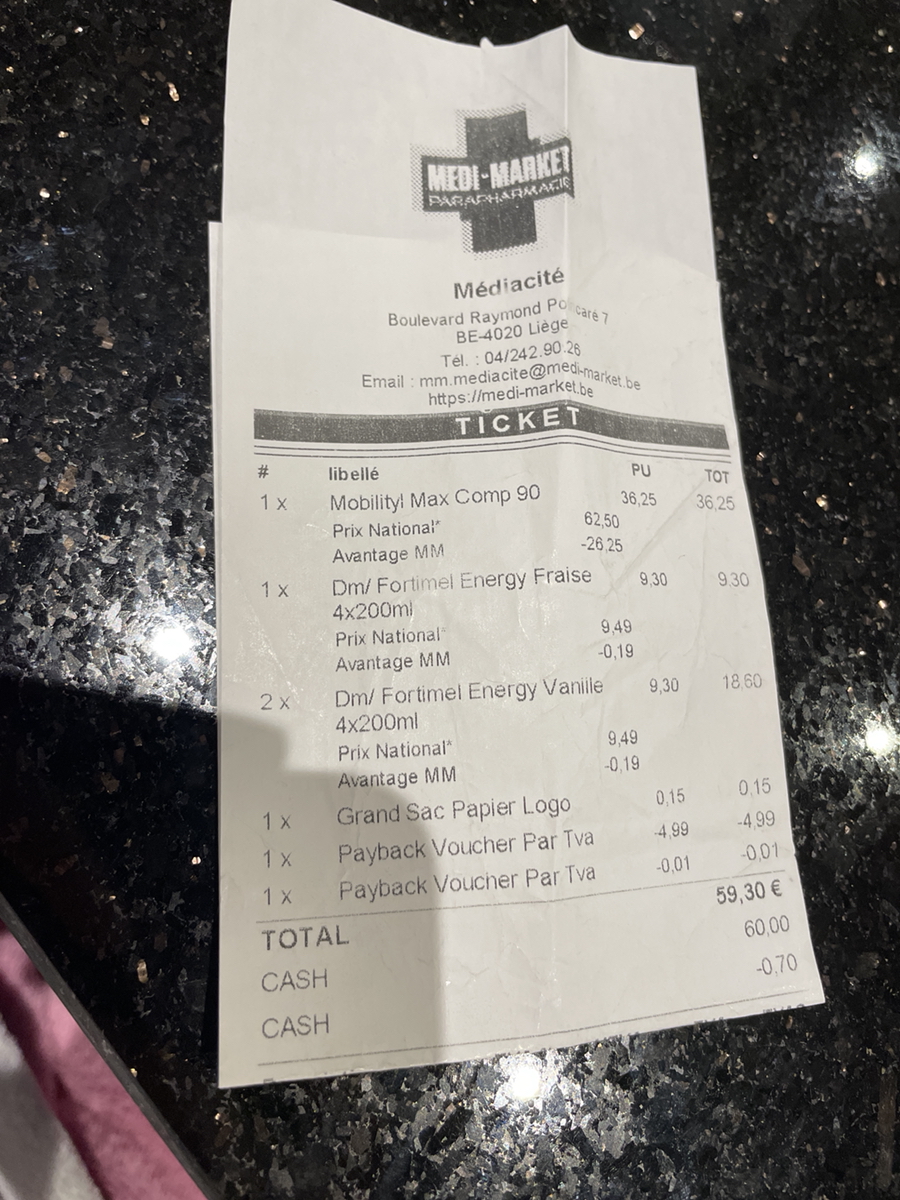 MEDI-MARKET
PARAPHARMACIE
Médiacité
Boulevard Raymond Po caré 7
BE-4020 Liège
Tél. : 04/242.90.26
Email : mm.mediacite@medi-market.be
https://medi-market.be
TICKET
# libellé PU TOT
1 x Mobilityl Max Comp 90 36,25 36,25
Prix National* 62,50
Avantage MM -26,25
1 x Dm/ Fortimel Energy Fraise 9,30 9,30
4x200ml
Prix National* 9,49
Avantage MM -0,19
2 x Dm/ Fortimel Energy Vanille 9,30 18,60
4x200ml
Prix National* 9,49
Avantage MM -0,19
1 x Grand Sac Papier Logo 0,15 0,15
1 x Payback Voucher Par Tva -4,99 -4,99
1 x Payback Voucher Par Tva -0,01 -0,01
TOTAL 59,30 €
CASH 60,00
CASH -0,70